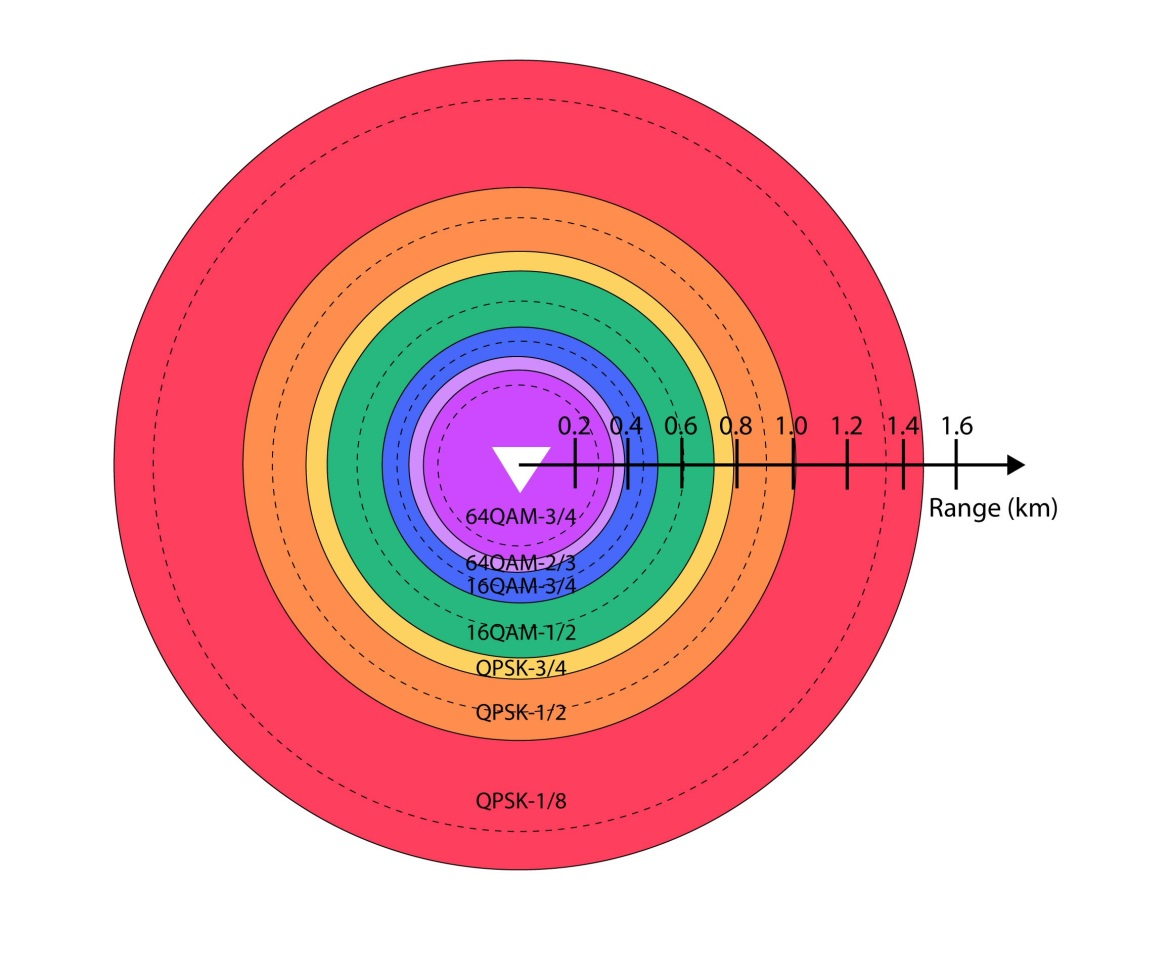 0.2 0.4 0.6 0.8 1.0 1.2 1.4 1.6
Range (km)
64QAM-3/4
64QAM-2/3
16QAM-3/4
16QAM-1/2
QPSK-3/4
QPSK-1/2
QPSK-1/8